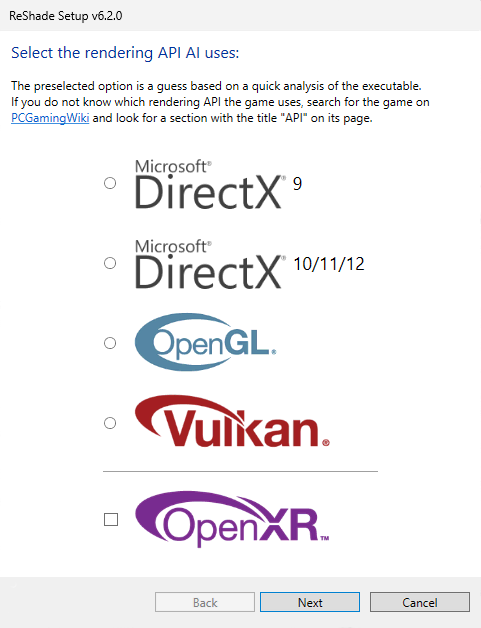 ReShade Setup v6.2.0
Select the rendering API AI uses:
The preselected option is a guess based on a quick analysis of the executable.
If you do not know which rendering API the game uses, search for the game on
PCGamingWiki and look for a section with the title "API" on its page.
Microsoft®
DirectX® 9
Microsoft®
DirectX® 10/11/12
OpenGL®
Vulkan®
OpenXR™
Back
Next
Cancel